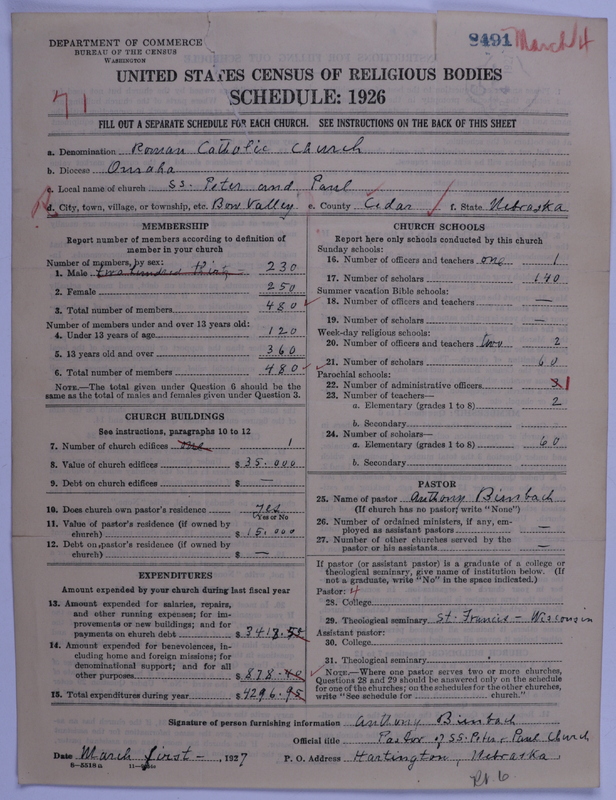 DEPARTMENT OF COMMERCE
BUREAU OF THE CENSUS
WASHINGTON
8491 March 4
UNITED STATES CENSUS OF RELIGIOUS BODIES
SCHEDULE: 1926
71
FILL OUT A SEPARATE SCHEDULE FOR EACH CHURCH. SEE INSTRUCTIONS ON THE BACK OF THIS SHEET
a. Denomination Roman Catholic Church
b. Diocese Omaha
c. Local name of church SS. Peter and Paul
d. City, town, village, or township, etc. Bow Valley e. County Cedar f. State Nebraska
MEMBERSHIP
Report number of members according to definition of
member in your church
Number of members, by sex:
1. Male two hundred thirty 230
2. Female 250
3. Total number of members 480
Number of members under and over 13 years old:
4. Under 13 years of age 120
5. 13 years old and over 360
6. Total number of members 480
NOTE.—The total given under Question 6 should be the
same as the total of males and females given under Question 3.
CHURCH BUILDINGS
See instructions, paragraphs 10 to 12
7. Number of church edifices one 1
8. Value of church edifices $ 35.000
9. Debt on church edifices $ —
10. Does church own pastor's residence Yes
Yes or No
11. Value of pastor's residence (if owned by
church) $ 15.000
12. Debt on pastor's residence (if owned by
church) $ —
EXPENDITURES
Amount expended by your church during last fiscal year
13. Amount expended for salaries, repairs,
and other running expenses; for im-
provements or new buildings; and for
payments on church debt $ 3418.55
14. Amount expended for benevolences, in-
cluding home and foreign missions; for
denominational support; and for all
other purposes $ 878.40
15. Total expenditures during year $ 4296.95
CHURCH SCHOOLS
Report here only schools conducted by this church
Sunday schools:
16. Number of officers and teachers one 1
17. Number of scholars 140
Summer vacation Bible schools:
18. Number of officers and teachers —
19. Number of scholars —
Week-day religious schools:
20. Number of officers and teachers two 2
21. Number of scholars 60
Parochial schools:
22. Number of administrative officers 1
23. Number of teachers—
a. Elementary (grades 1 to 8) 2
b. Secondary
24. Number of scholars—
a. Elementary (grades 1 to 8) 60
b. Secondary
PASTOR
25. Name of pastor Anthony Birnbach
(If church has no pastor, write "None")
26. Number of ordained ministers, if any, em-
ployed as assistant pastors —
27. Number of other churches served by the
pastor or his assistants —
If pastor (or assistant pastor) is a graduate of a college or
theological seminary, give name of institution below. (If
not a graduate, write "No" in the space indicated.)
Pastor: 4
28. College
29. Theological seminary St. Francis - Wisconsin
Assistant pastor:
30. College
31. Theological seminary
NOTE.—Where one pastor serves two or more churches,
Questions 28 and 29 should be answered only on the schedule
for one of the churches; on the schedules for the other churches,
write "See schedule for church."
Signature of person furnishing information Anthony Birnbach
Official title Pastor of SS. Peter & Paul Church
Date March first - , 1927 P. O. Address Hartington, Nebraska
8—5518a